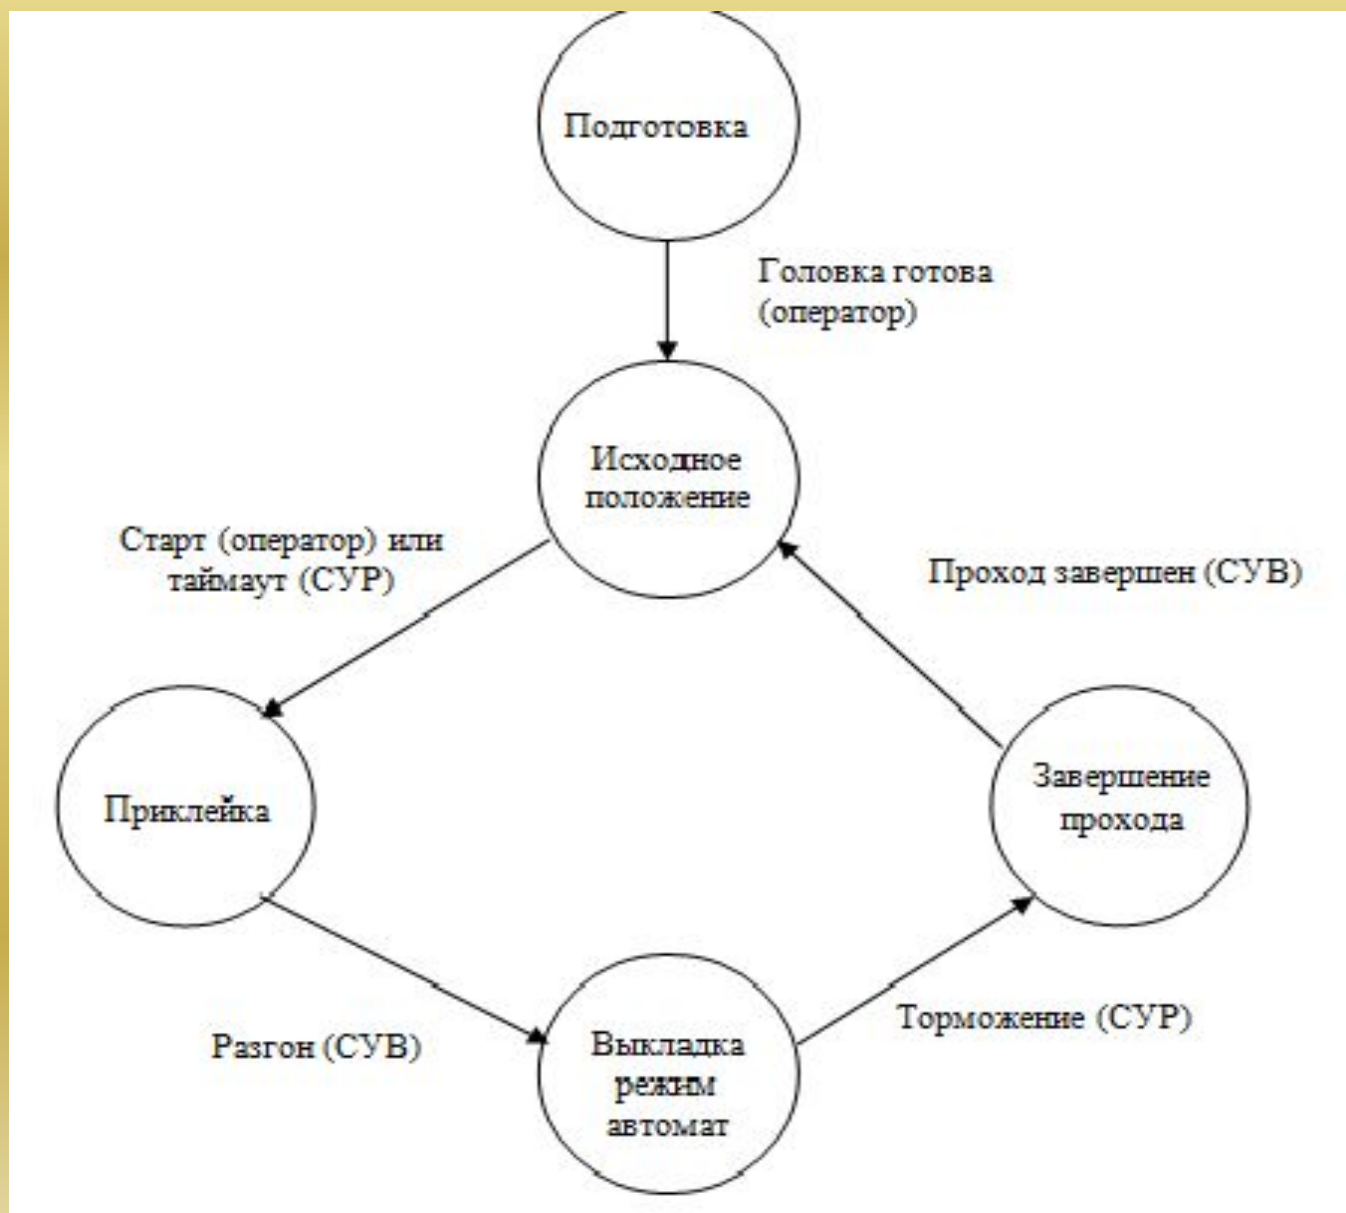 Подготовка
Головка готова
(оператор)
Исходное
положение
Старт (оператор) или
таймаут (СУР)
Проход завершен (СУВ)
Приклейка
Завершение
прохода
Разгон (СУВ)
Торможение (СУР)
Выкладка
режим
автомат